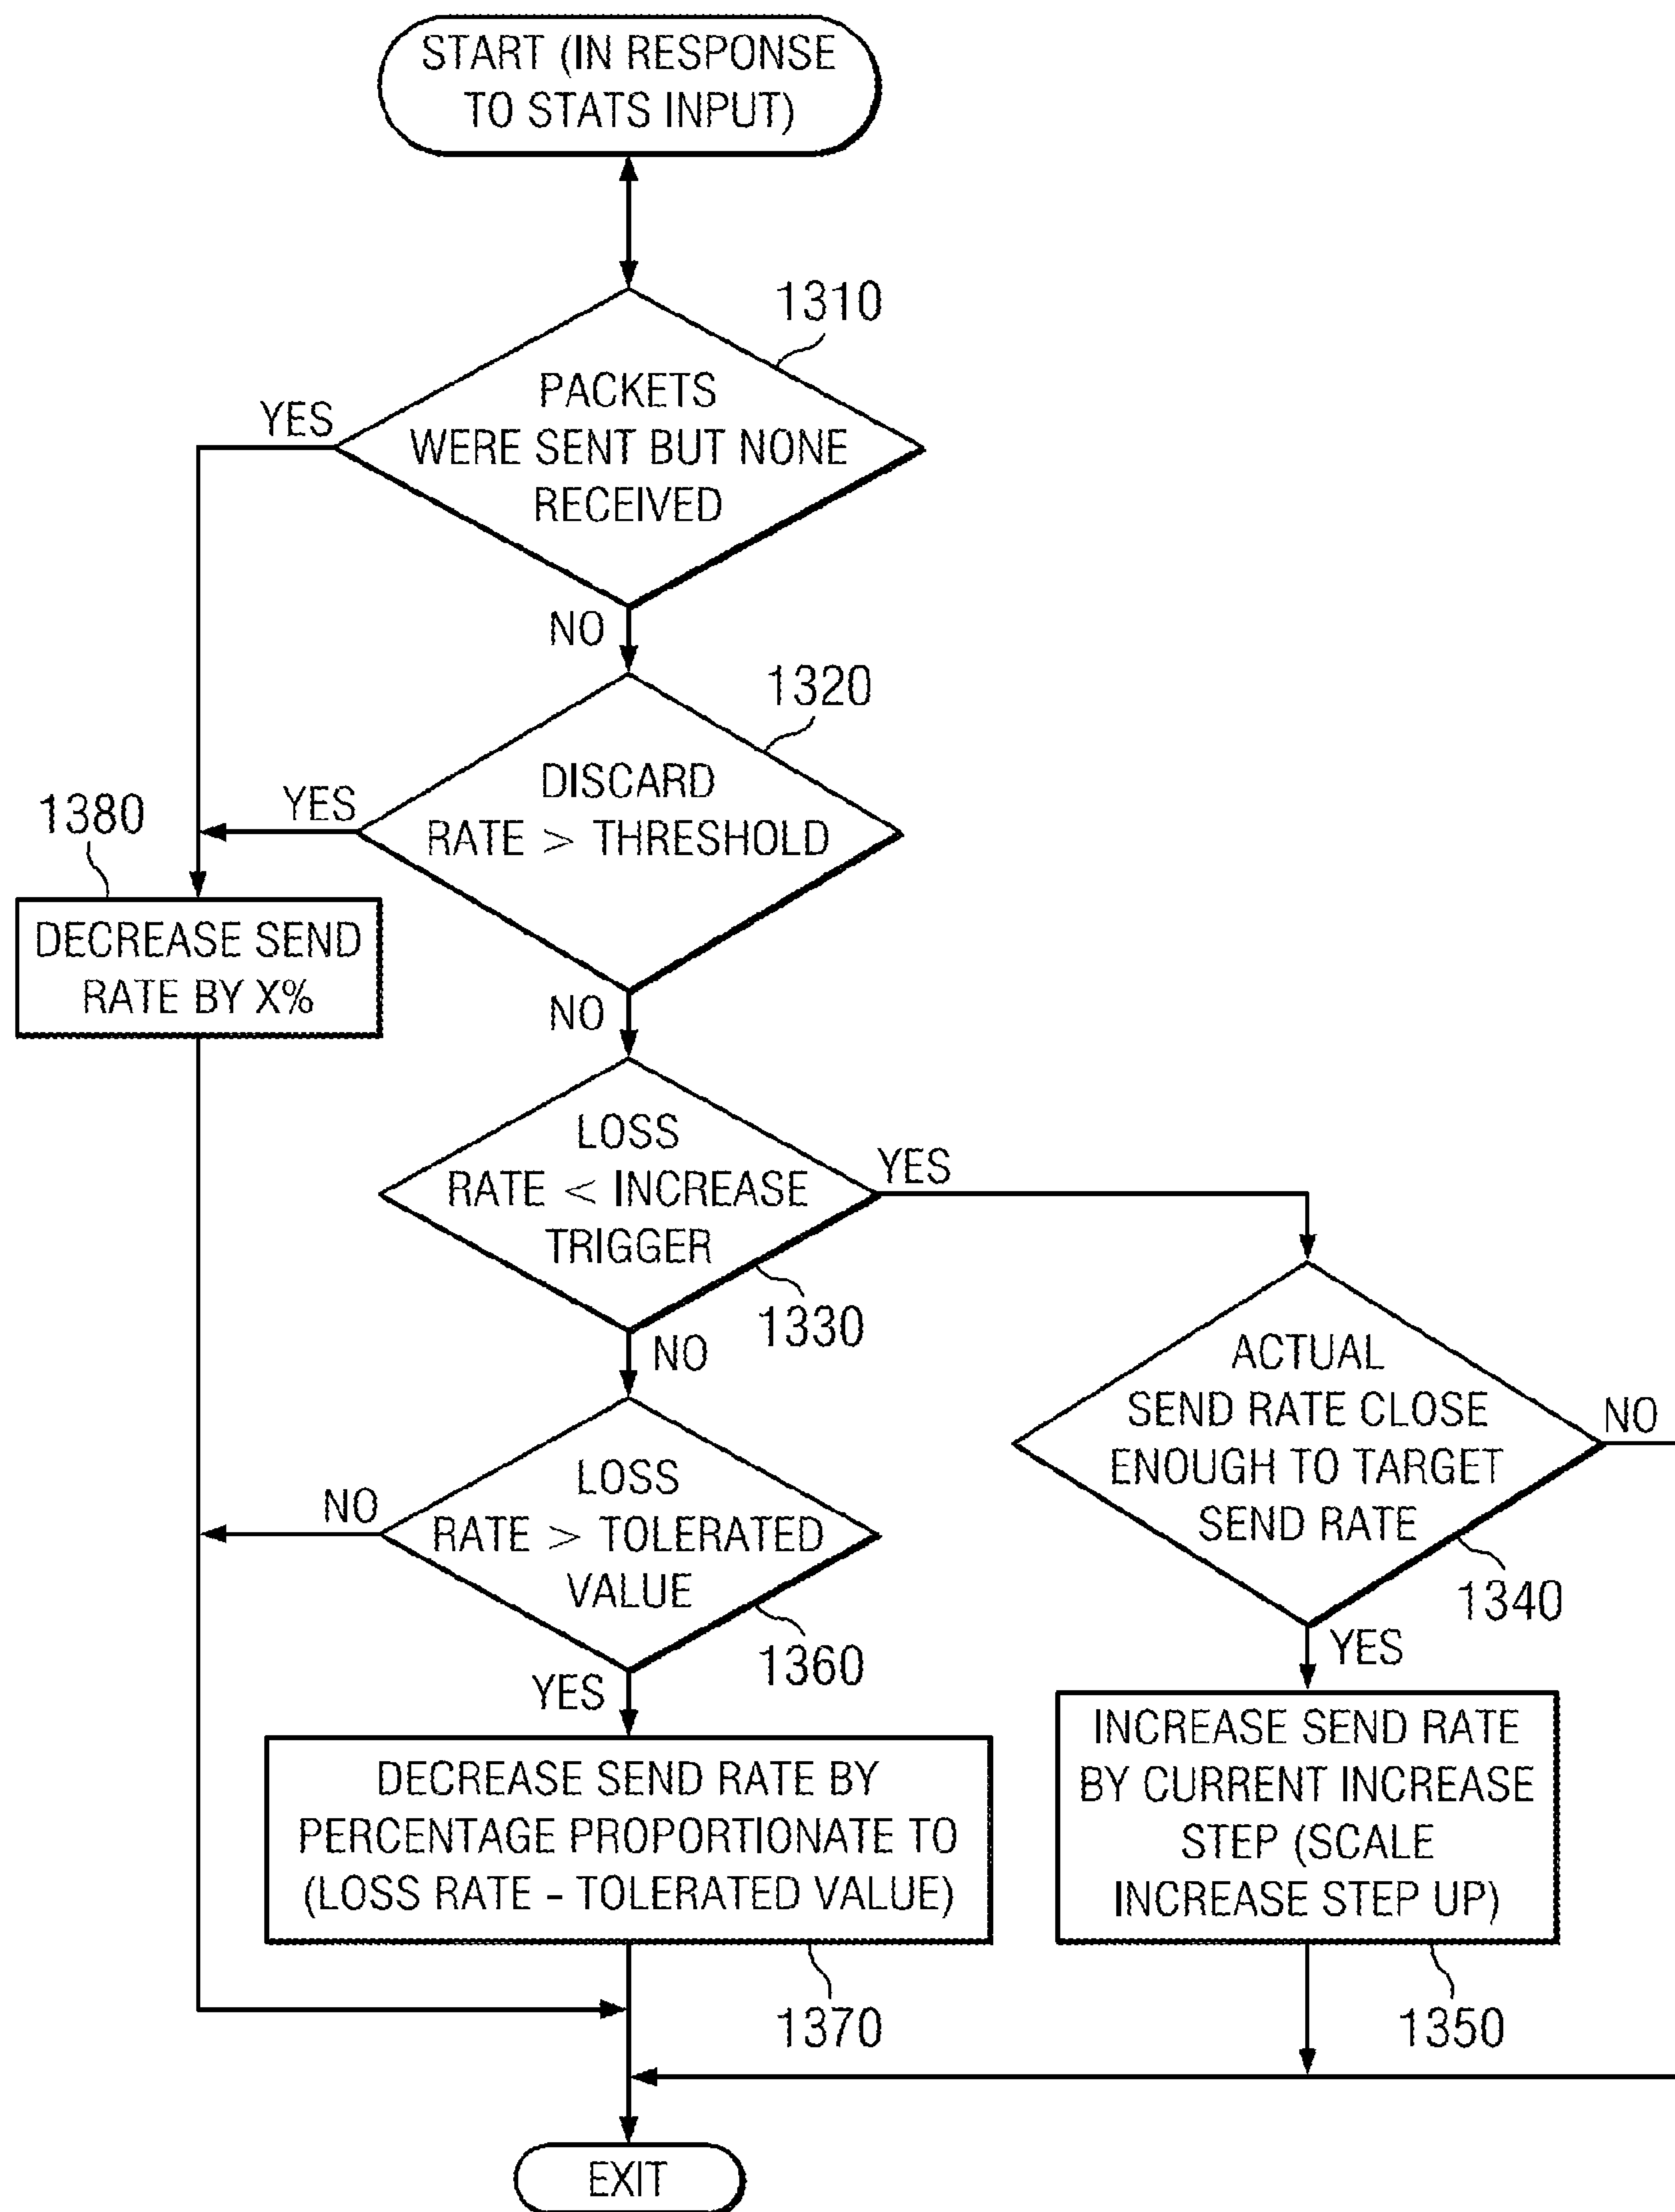 START (IN RESPONSE
TO STATS INPUT)
1310
PACKETS
WERE SENT BUT NONE
RECEIVED
YES
NO
1320
DISCARD
RATE > THRESHOLD
YES
1380
DECREASE SEND
RATE BY X%
NO
LOSS
RATE < INCREASE
TRIGGER
YES
1330
NO
ACTUAL
SEND RATE CLOSE
ENOUGH TO TARGET
SEND RATE
NO
1340
YES
LOSS
RATE > TOLERATED
VALUE
NO
1360
YES
DECREASE SEND RATE BY
PERCENTAGE PROPORTIONATE TO
(LOSS RATE - TOLERATED VALUE)
1370
INCREASE SEND RATE
BY CURRENT INCREASE
STEP (SCALE
INCREASE STEP UP)
1350
EXIT